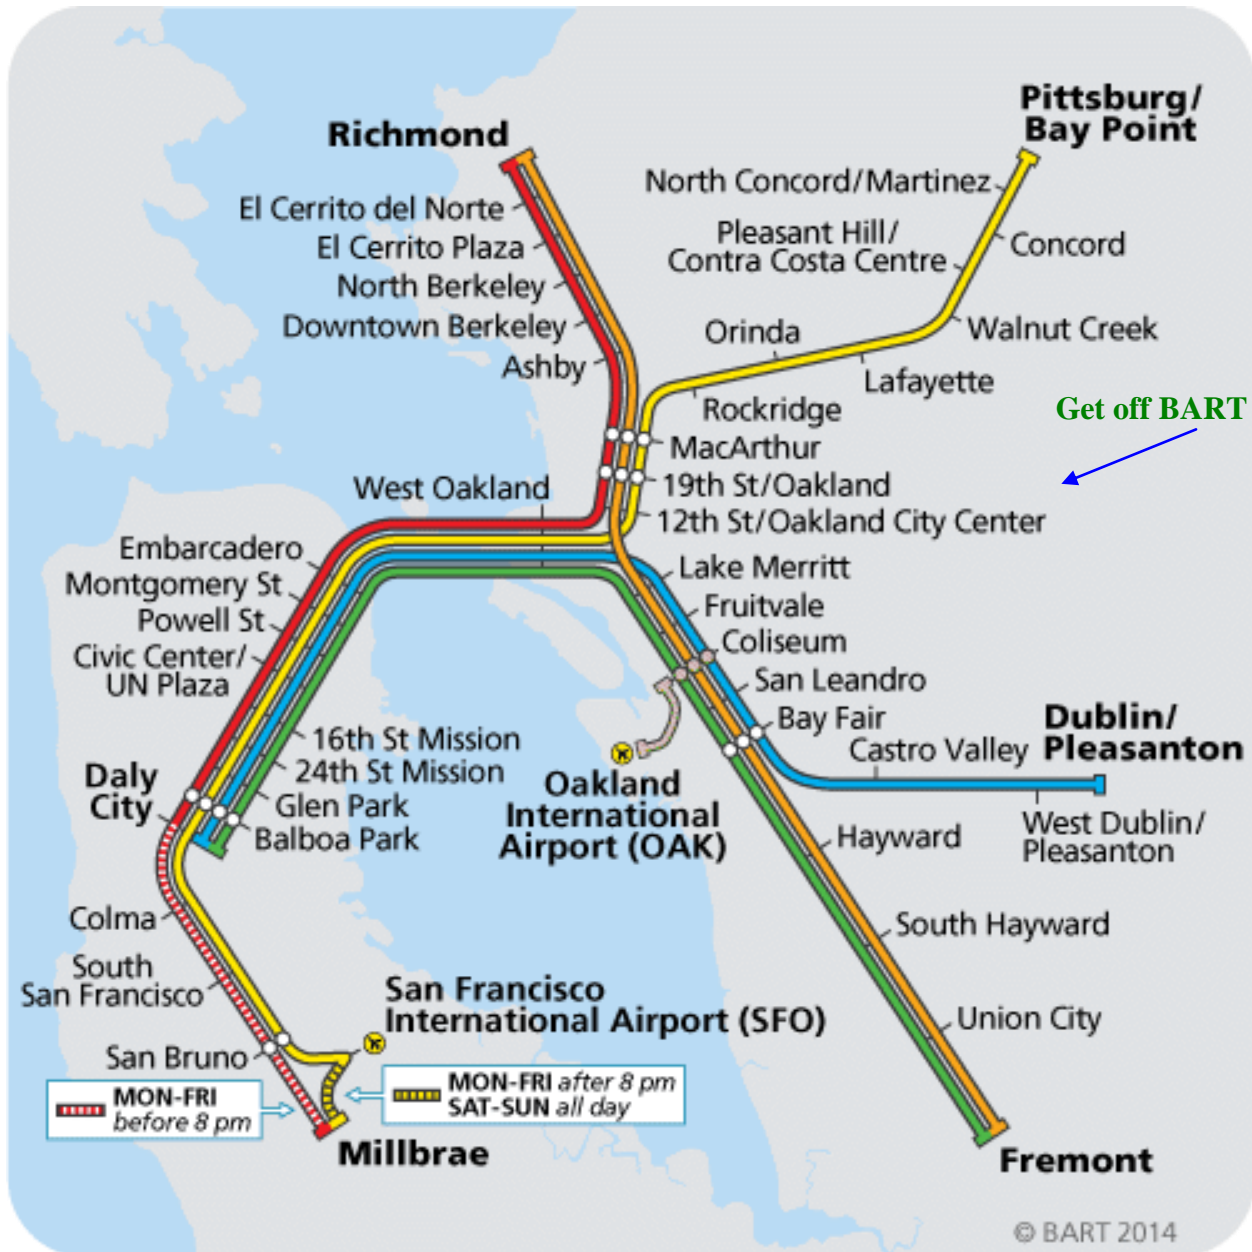 Pittsburg/
Bay Point
Richmond
North Concord/Martinez
El Cerrito del Norte
Pleasant Hill/
Contra Costa Centre
Concord
El Cerrito Plaza
North Berkeley
Downtown Berkeley
Orinda
Walnut Creek
Ashby
Lafayette
Rockridge
Get off BART
MacArthur
West Oakland
19th St/Oakland
12th St/Oakland City Center
Embarcadero
Montgomery St
Powell St
Civic Center/
UN Plaza
Lake Merritt
Fruitvale
Coliseum
San Leandro
Bay Fair
Dublin/
Pleasanton
Castro Valley
16th St Mission
24th St Mission
Glen Park
Balboa Park
Daly
City
Oakland
International
Airport (OAK)
West Dublin/
Pleasanton
Hayward
Colma
South Hayward
South
San Francisco
San Francisco
International Airport (SFO)
Union City
San Bruno
MON-FRI
before 8 pm
MON-FRI after 8 pm
SAT-SUN all day
Millbrae
Fremont
© BART 2014